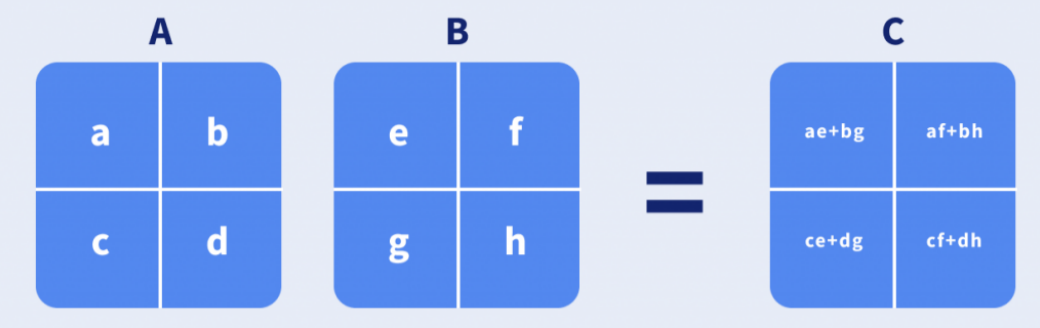 A B C
a b e f
ae+bg af+bh
=
c d g h
ce+dg cf+dh